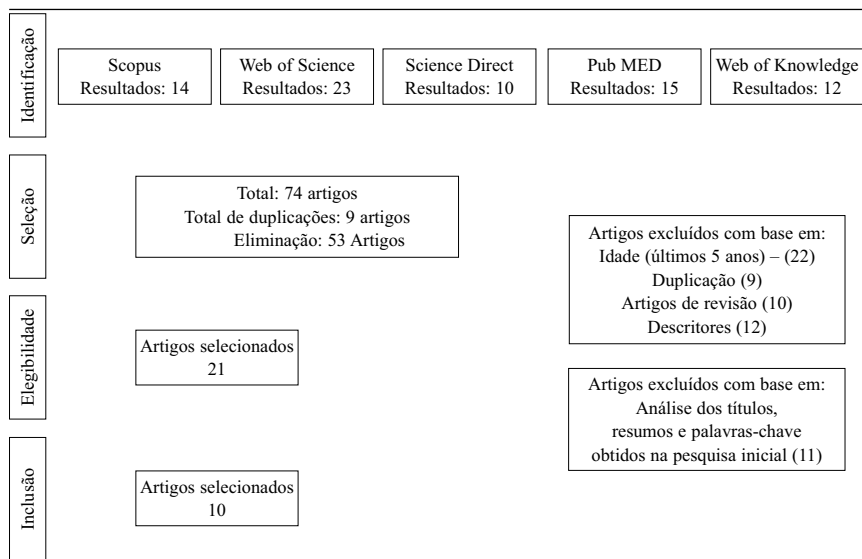 Identificação
Scopus
Resultados: 14
Web of Science
Resultados: 23
Science Direct
Resultados: 10
Pub MED
Resultados: 15
Web of Knowledge
Resultados: 12
Seleção
Total: 74 artigos
Total de duplicações: 9 artigos
Eliminação: 53 Artigos
Artigos excluídos com base em:
Idade (últimos 5 anos) – (22)
Duplicação (9)
Artigos de revisão (10)
Descritores (12)
Elegibilidade
Artigos selecionados
21
Artigos excluídos com base em:
Análise dos títulos,
resumos e palavras-chave
obtidos na pesquisa inicial (11)
Inclusão
Artigos selecionados
10